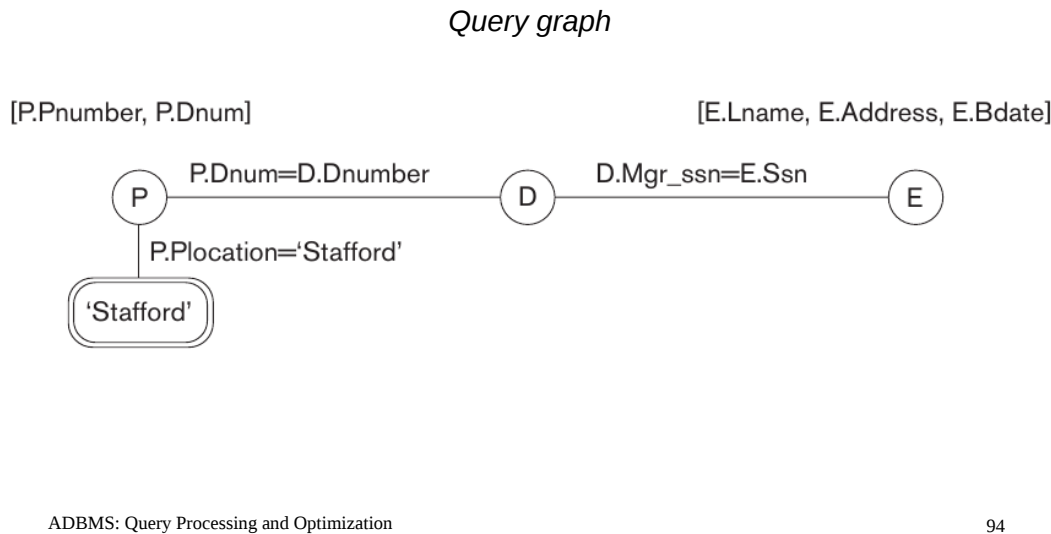 Query graph
[P.Pnumber, P.Dnum]
[E.Lname, E.Address, E.Bdate]
P.Dnum=D.Dnumber
D.Mgr_ssn=E.Ssn
P
D
E
P.Plocation=‘Stafford’
‘Stafford’
ADBMS: Query Processing and Optimization
94